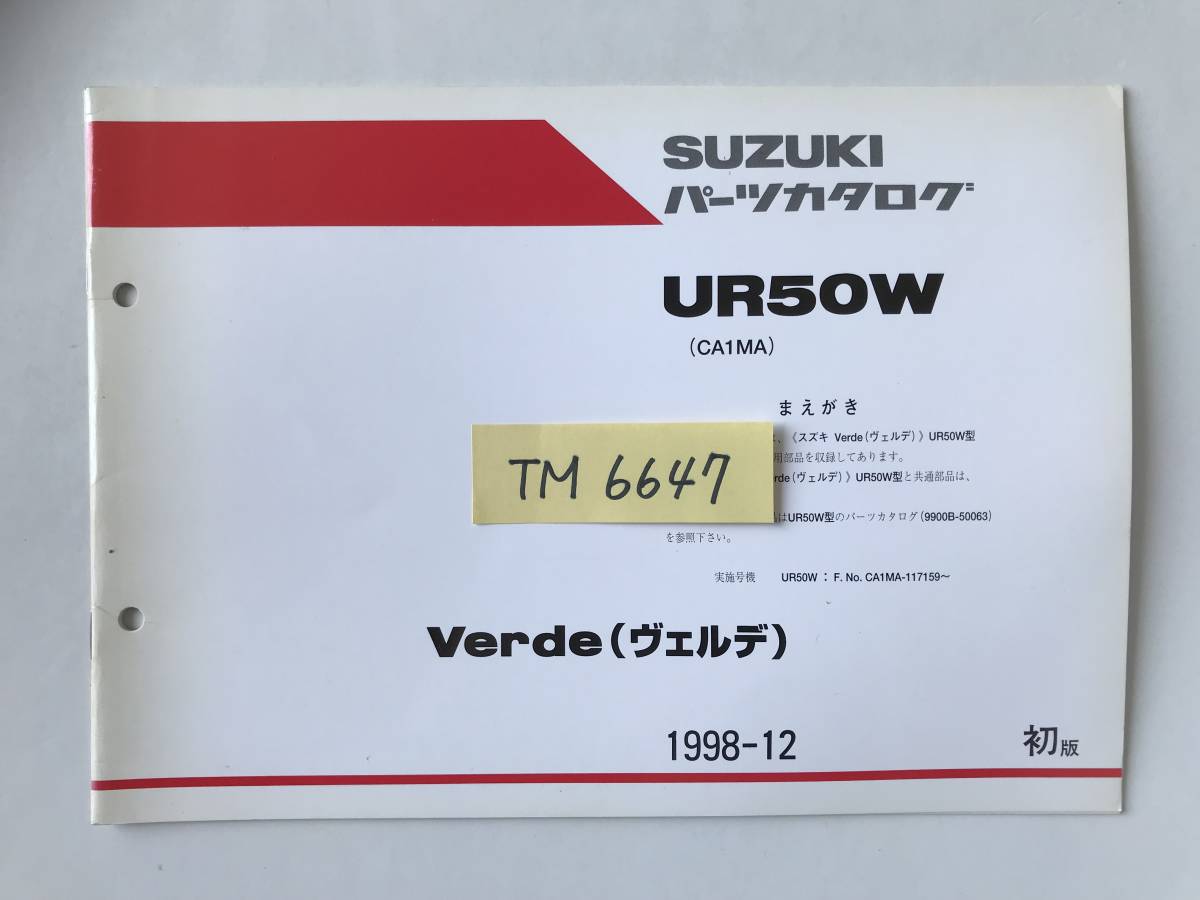 SUZUKI
パーツカタログ
UR50W
(CA1MA)
まえがき
、《スズキ Verde(ヴェルデ)》UR50W型
用部品を収録してあります。
rde(ヴェルデ)》UR50W型と共通部品は、
はUR50W型のパーツカタログ(9900B-50063)
を参照下さい。
TM 6647
実施号機 UR50W : F. No. CA1MA-117159~
Verde(ヴェルデ)
1998-12
初版